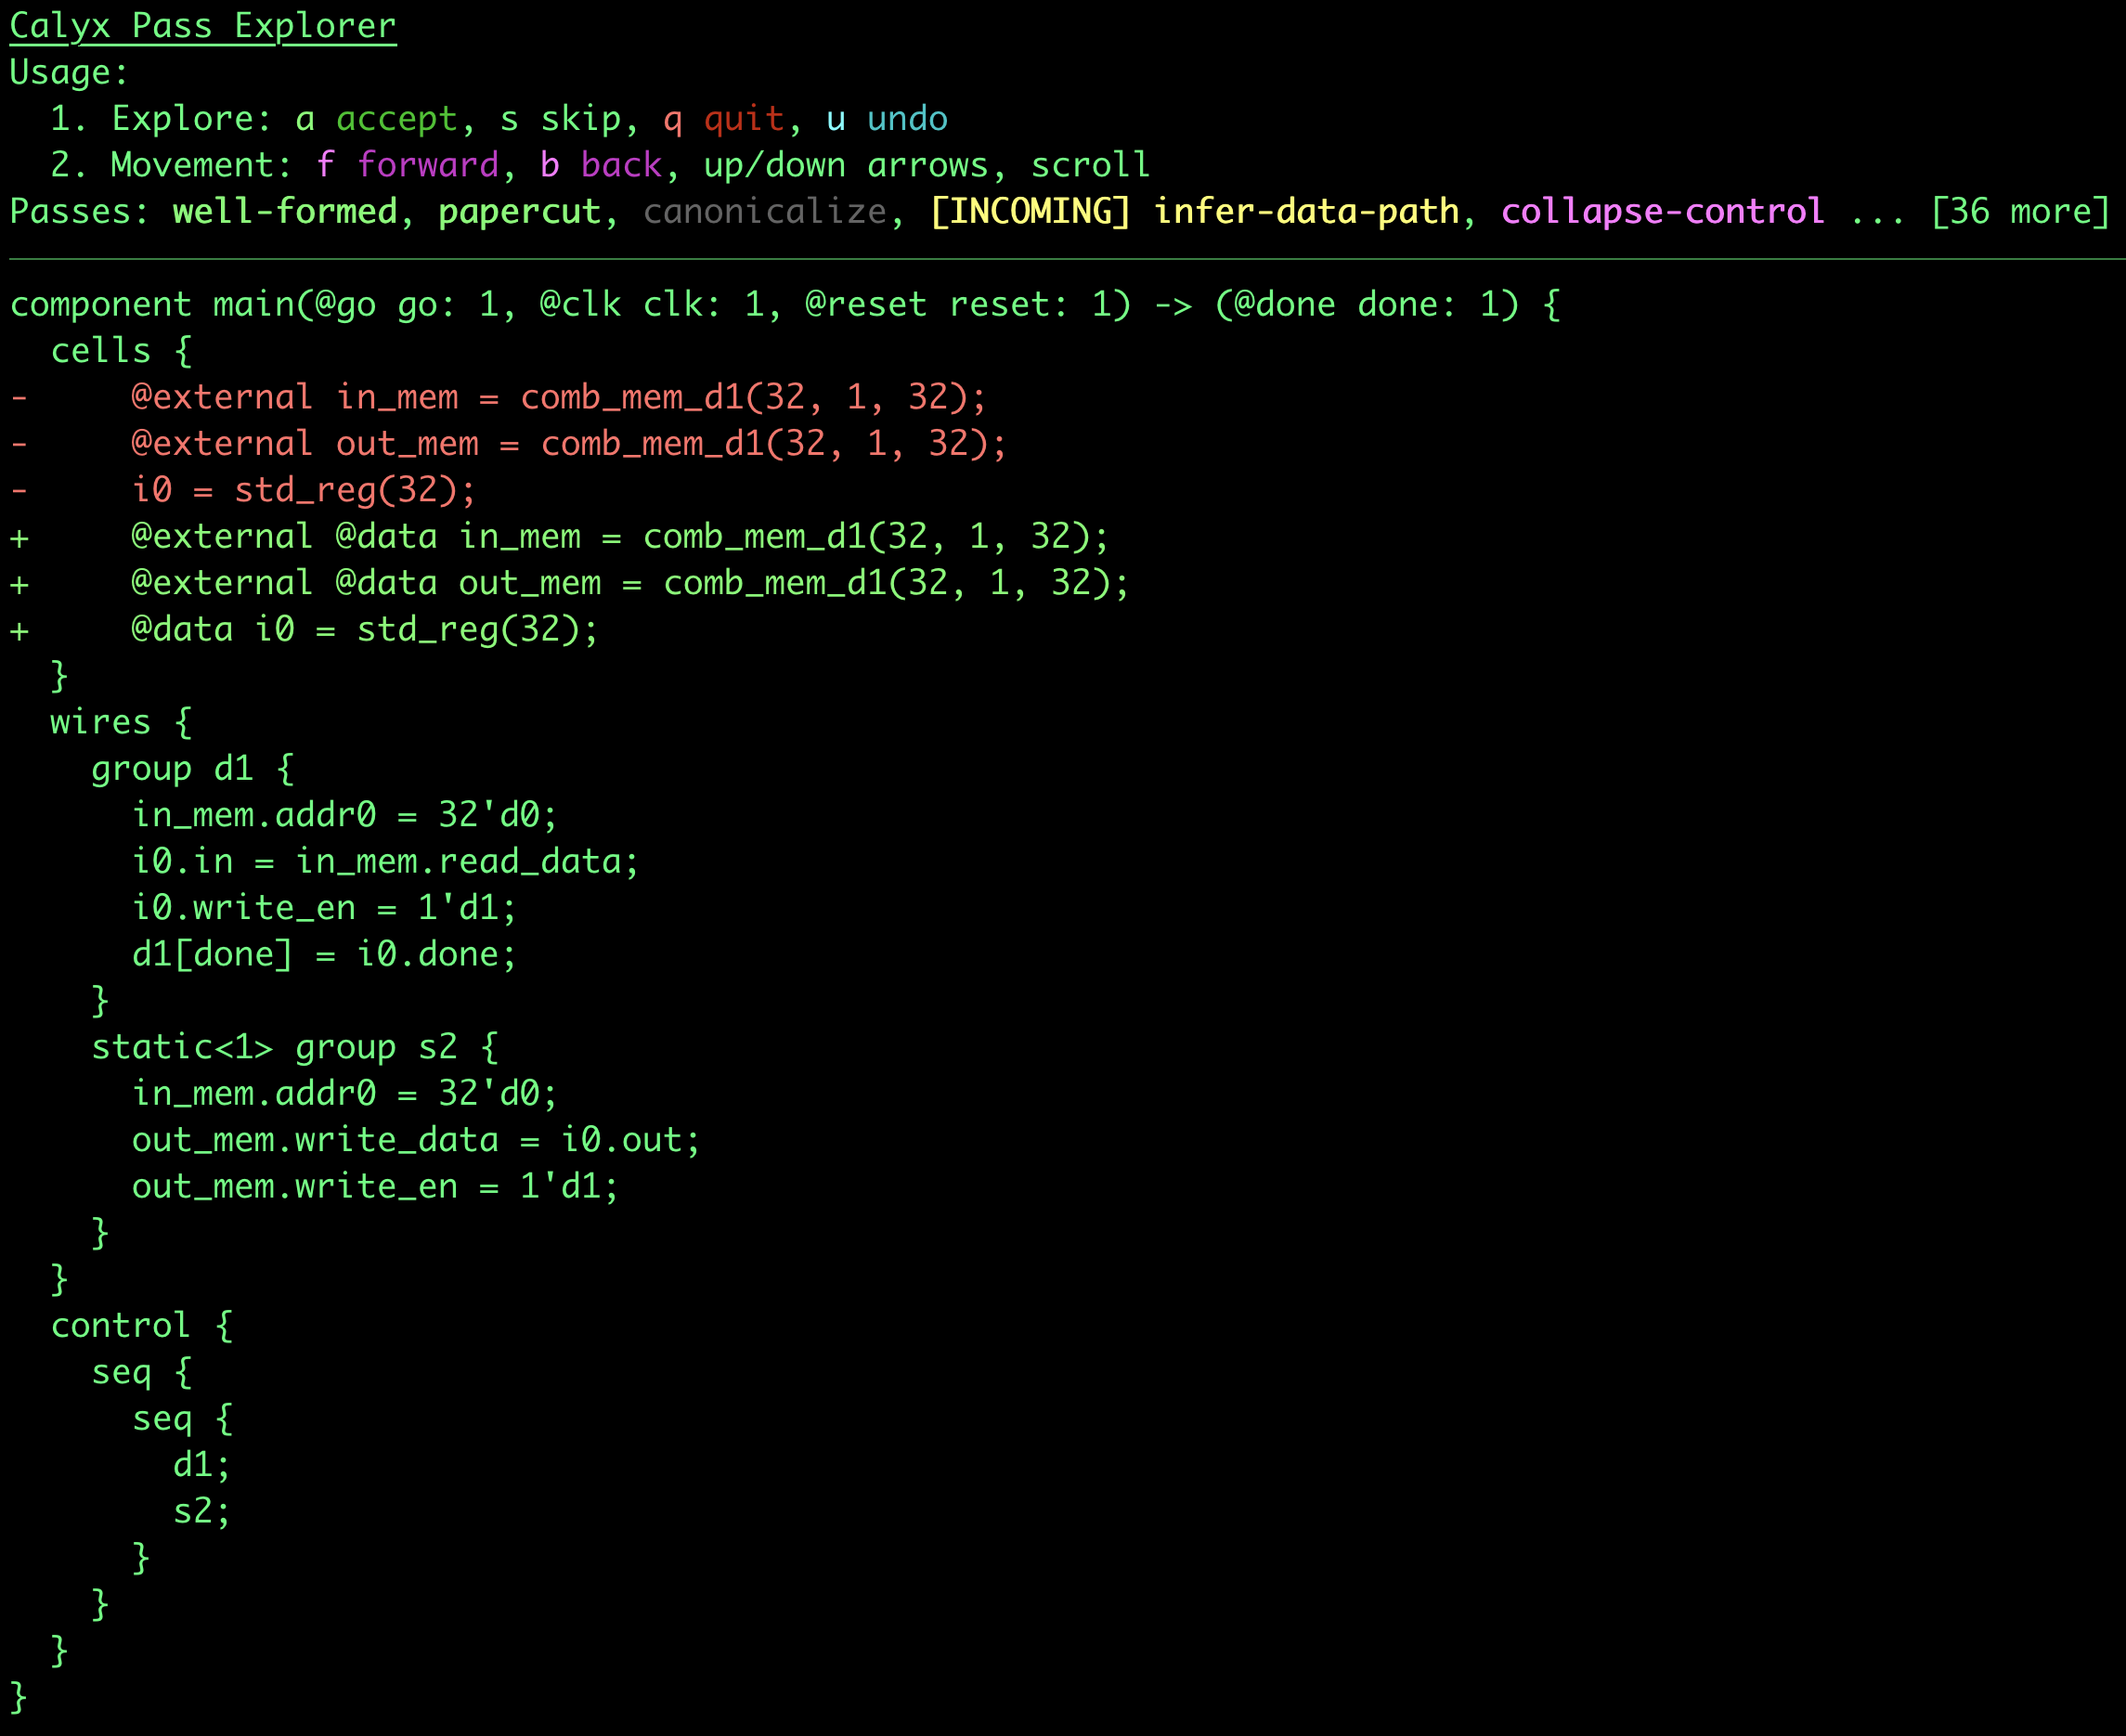 Calyx Pass Explorer
Usage:
  1. Explore: a accept, s skip, q quit, u undo
  2. Movement: f forward, b back, up/down arrows, scroll
Passes: well-formed, papercut, canonicalize, [INCOMING] infer-data-path, collapse-control ... [36 more]
component main(@go go: 1, @clk clk: 1, @reset reset: 1) -> (@done done: 1) {
  cells {
-     @external in_mem = comb_mem_d1(32, 1, 32);
-     @external out_mem = comb_mem_d1(32, 1, 32);
-     i0 = std_reg(32);
+     @external @data in_mem = comb_mem_d1(32, 1, 32);
+     @external @data out_mem = comb_mem_d1(32, 1, 32);
+     @data i0 = std_reg(32);
  }
  wires {
    group d1 {
      in_mem.addr0 = 32'd0;
      i0.in = in_mem.read_data;
      i0.write_en = 1'd1;
      d1[done] = i0.done;
    }
    static<1> group s2 {
      in_mem.addr0 = 32'd0;
      out_mem.write_data = i0.out;
      out_mem.write_en = 1'd1;
    }
  }
  control {
    seq {
      seq {
        d1;
        s2;
      }
    }
  }
}